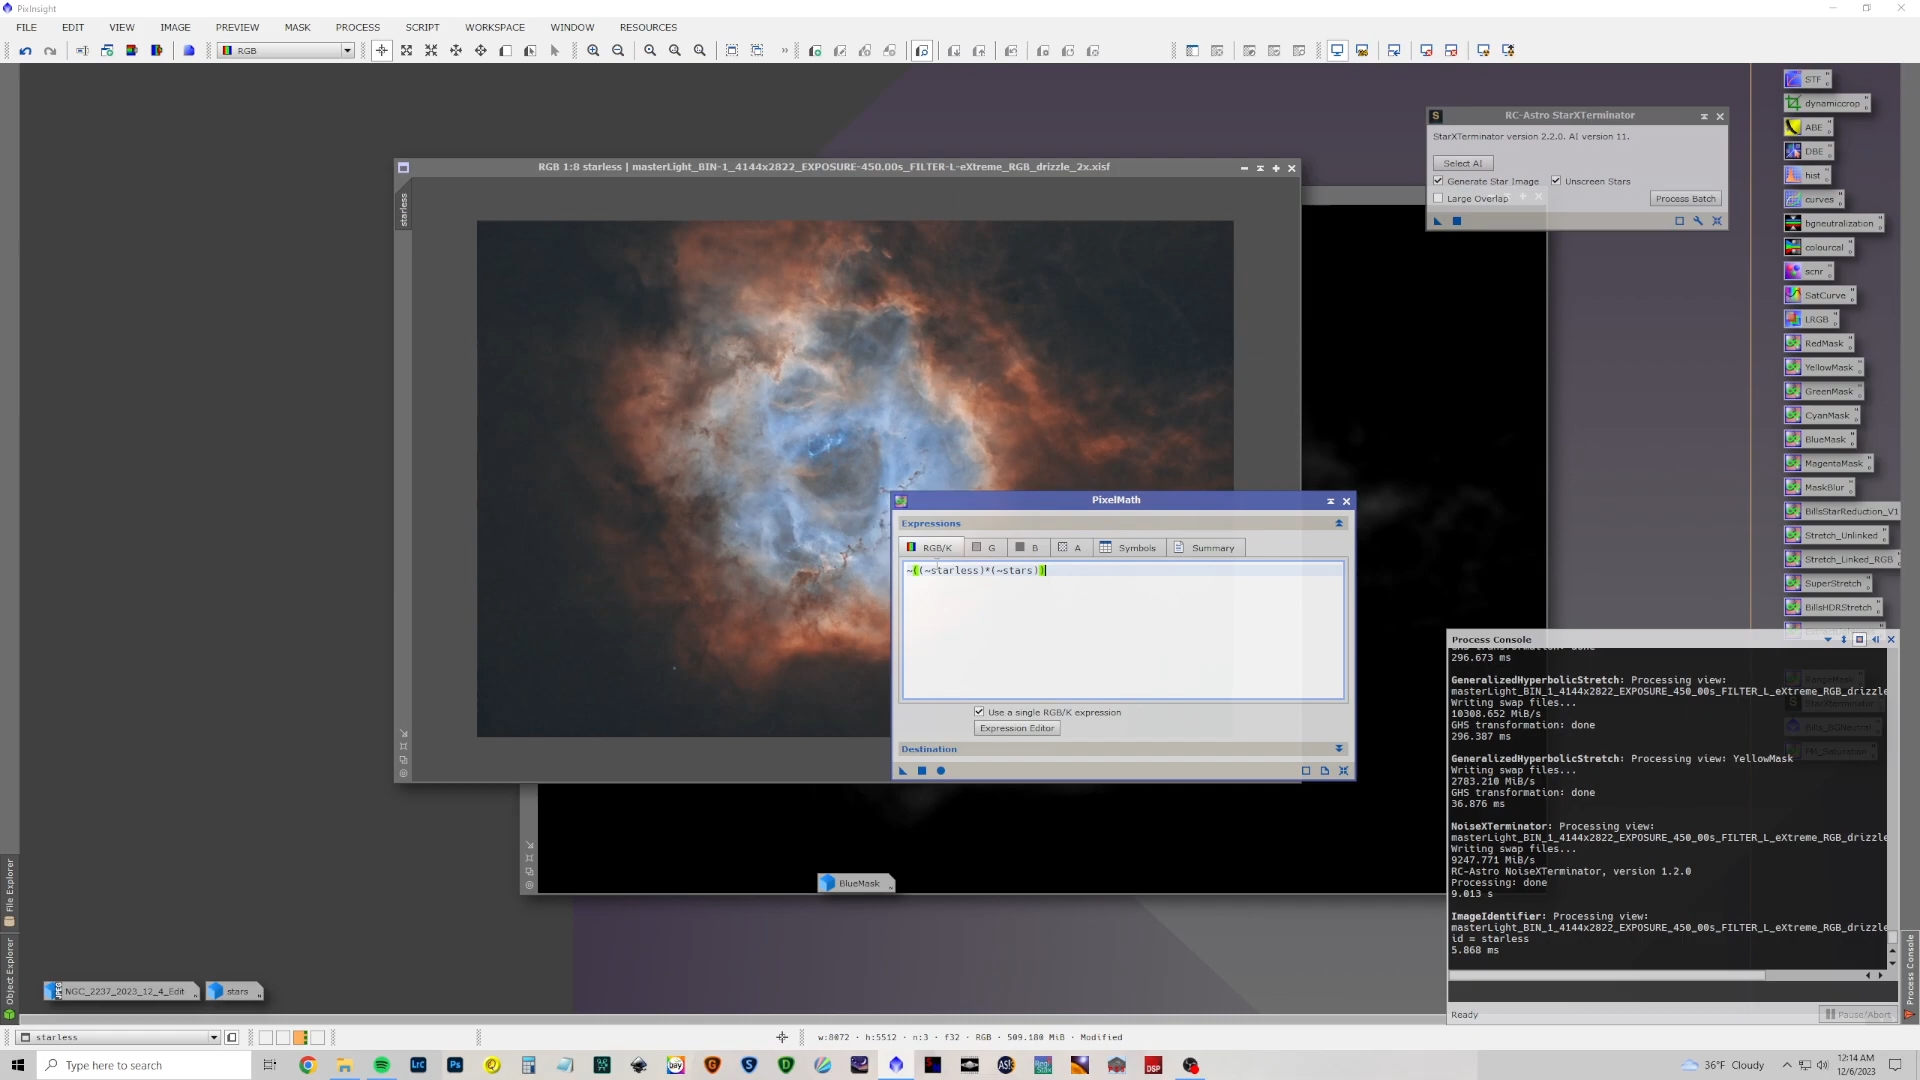 PixInsight
FILE EDIT VIEW IMAGE PREVIEW MASK PROCESS SCRIPT WORKSPACE WINDOW RESOURCES
RGB
STF
dynamiccrop
ABE
DBE
hist
curves
bgneutralization
colourcal
scnr
SatCurve
LRGB
RedMask
YellowMask
GreenMask
CyanMask
BlueMask
MagentaMask
MaskBlur
BillsStarReduction_V1
Stretch_Unlinked
Stretch_Linked_RGB
SuperStretch
BillsHDRStretch
RC-Astro StarXTerminator
StarXTerminator version 2.2.0. AI version 11.
Select AI
Generate Star Image Unscreen Stars
Large Overlap Process Batch
RGB 1:8 starless | masterLight_BIN-1_4144x2822_EXPOSURE-450.00s_FILTER-L-eXtreme_RGB_drizzle_2x.xisf
starless
PixelMath
Expressions
RGB/K G B A Symbols Summary
~((~starless)*(~stars))
Use a single RGB/K expression
Expression Editor
Destination
BlueMask
Process Console
GHS transformation: done
296.673 ms
GeneralizedHyperbolicStretch: Processing view:
masterLight_BIN_1_4144x2822_EXPOSURE_450_00s_FILTER_L_eXtreme_RGB_drizzle
Writing swap files...
10308.652 MiB/s
GHS transformation: done
296.387 ms
GeneralizedHyperbolicStretch: Processing view: YellowMask
Writing swap files...
2783.210 MiB/s
GHS transformation: done
36.876 ms
NoiseXTerminator: Processing view:
masterLight_BIN_1_4144x2822_EXPOSURE_450_00s_FILTER_L_eXtreme_RGB_drizzle
Writing swap files...
9247.771 MiB/s
RC-Astro NoiseXTerminator, version 1.2.0
Processing: done
9.013 s
ImageIdentifier: Processing view:
masterLight_BIN_1_4144x2822_EXPOSURE_450_00s_FILTER_L_eXtreme_RGB_drizzle
id = starless
5.868 ms
Ready
Pause/Abort
RangeMask
StarXTerminator
Bills_BGNeutral
PM_Saturation
File Explorer
Object Explorer
Process Console
NGC_2237_2023_12_4_Edit
stars
starless
w:8072 · h:5512 · n:3 · f32 · RGB · 509.180 MiB · Modified
Type here to search
36°F Cloudy
12:14 AM
12/6/2023